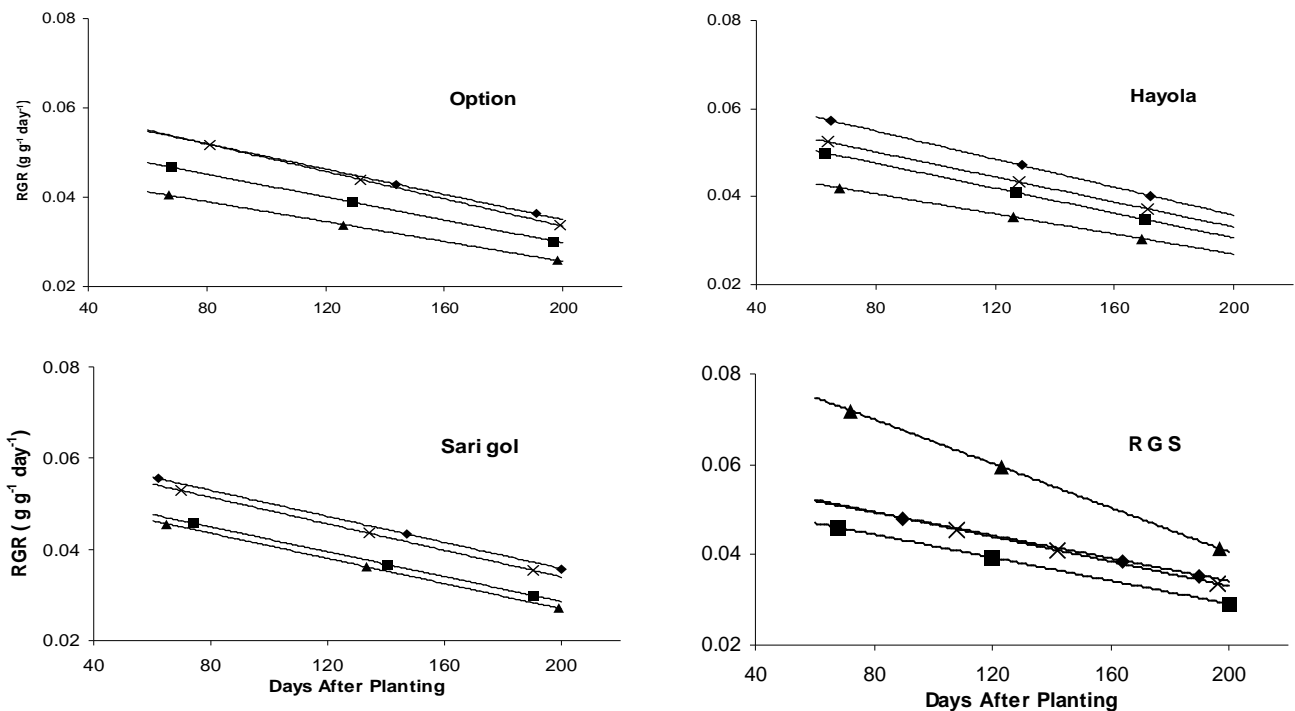 0.08
0.06
0.04
0.02
RGR (g g-1 day-1)
Option
40 80 120 160 200
0.08
0.06
0.04
0.02
Hayola
40 80 120 160 200
0.08
0.06
0.04
0.02
RGR ( g g-1 day-1)
Sari gol
40 80 120 160 200
Days After Planting
0.08
0.06
0.04
0.02
R G S
40 80 120 160 200
Days After Planting